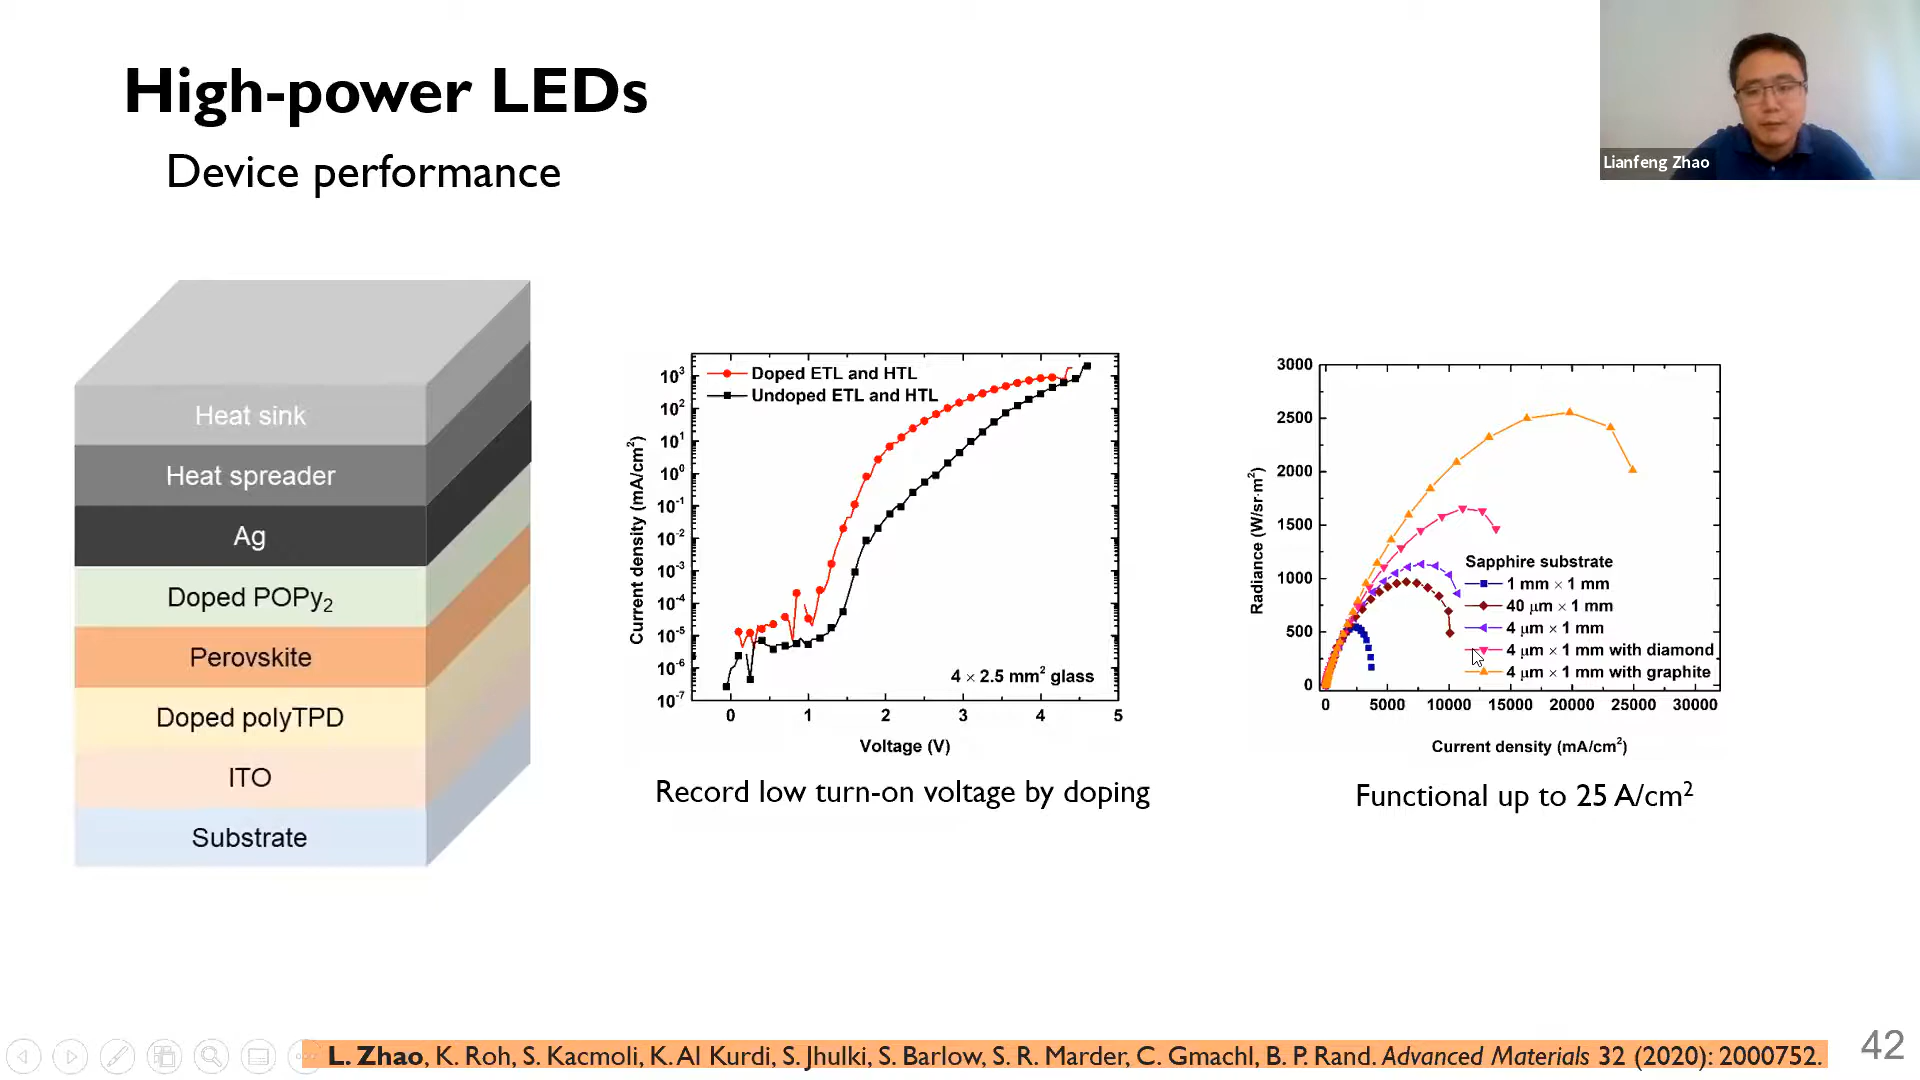 High-power LEDs
Device performance
Lianfeng Zhao
Heat sink
Heat spreader
Ag
Doped POPy₂
Perovskite
Doped polyTPD
ITO
Substrate
Current density (mA/cm²)
10³
10²
10¹
10⁰
10⁻¹
10⁻²
10⁻³
10⁻⁴
10⁻⁵
10⁻⁶
10⁻⁷
Doped ETL and HTL
Undoped ETL and HTL
4 × 2.5 mm² glass
0 1 2 3 4 5
Voltage (V)
Record low turn-on voltage by doping
Radiance (W/sr·m²)
3000
2500
2000
1500
1000
500
0
Sapphire substrate
1 mm × 1 mm
40 μm × 1 mm
4 μm × 1 mm
4 μm × 1 mm with diamond
4 μm × 1 mm with graphite
0 5000 10000 15000 20000 25000 30000
Current density (mA/cm²)
Functional up to 25 A/cm²
L. Zhao, K. Roh, S. Kacmoli, K. Al Kurdi, S. Jhulki, S. Barlow, S. R. Marder, C. Gmachl, B. P. Rand. Advanced Materials 32 (2020): 2000752.
42